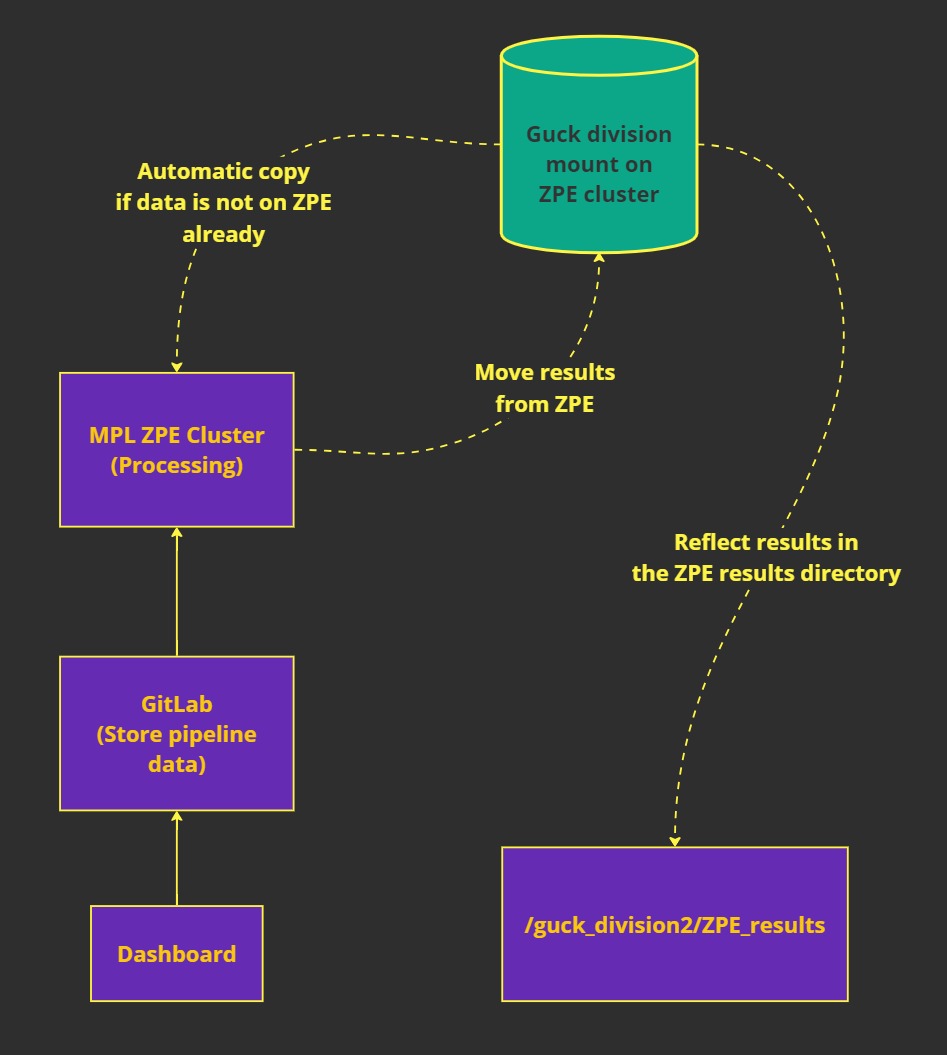 Guck division
mount on
ZPE cluster
Automatic copy
if data is not on ZPE
already
Move results
from ZPE
MPL ZPE Cluster
(Processing)
Reflect results in
the ZPE results directory
GitLab
(Store pipeline
data)
/guck_division2/ZPE_results
Dashboard